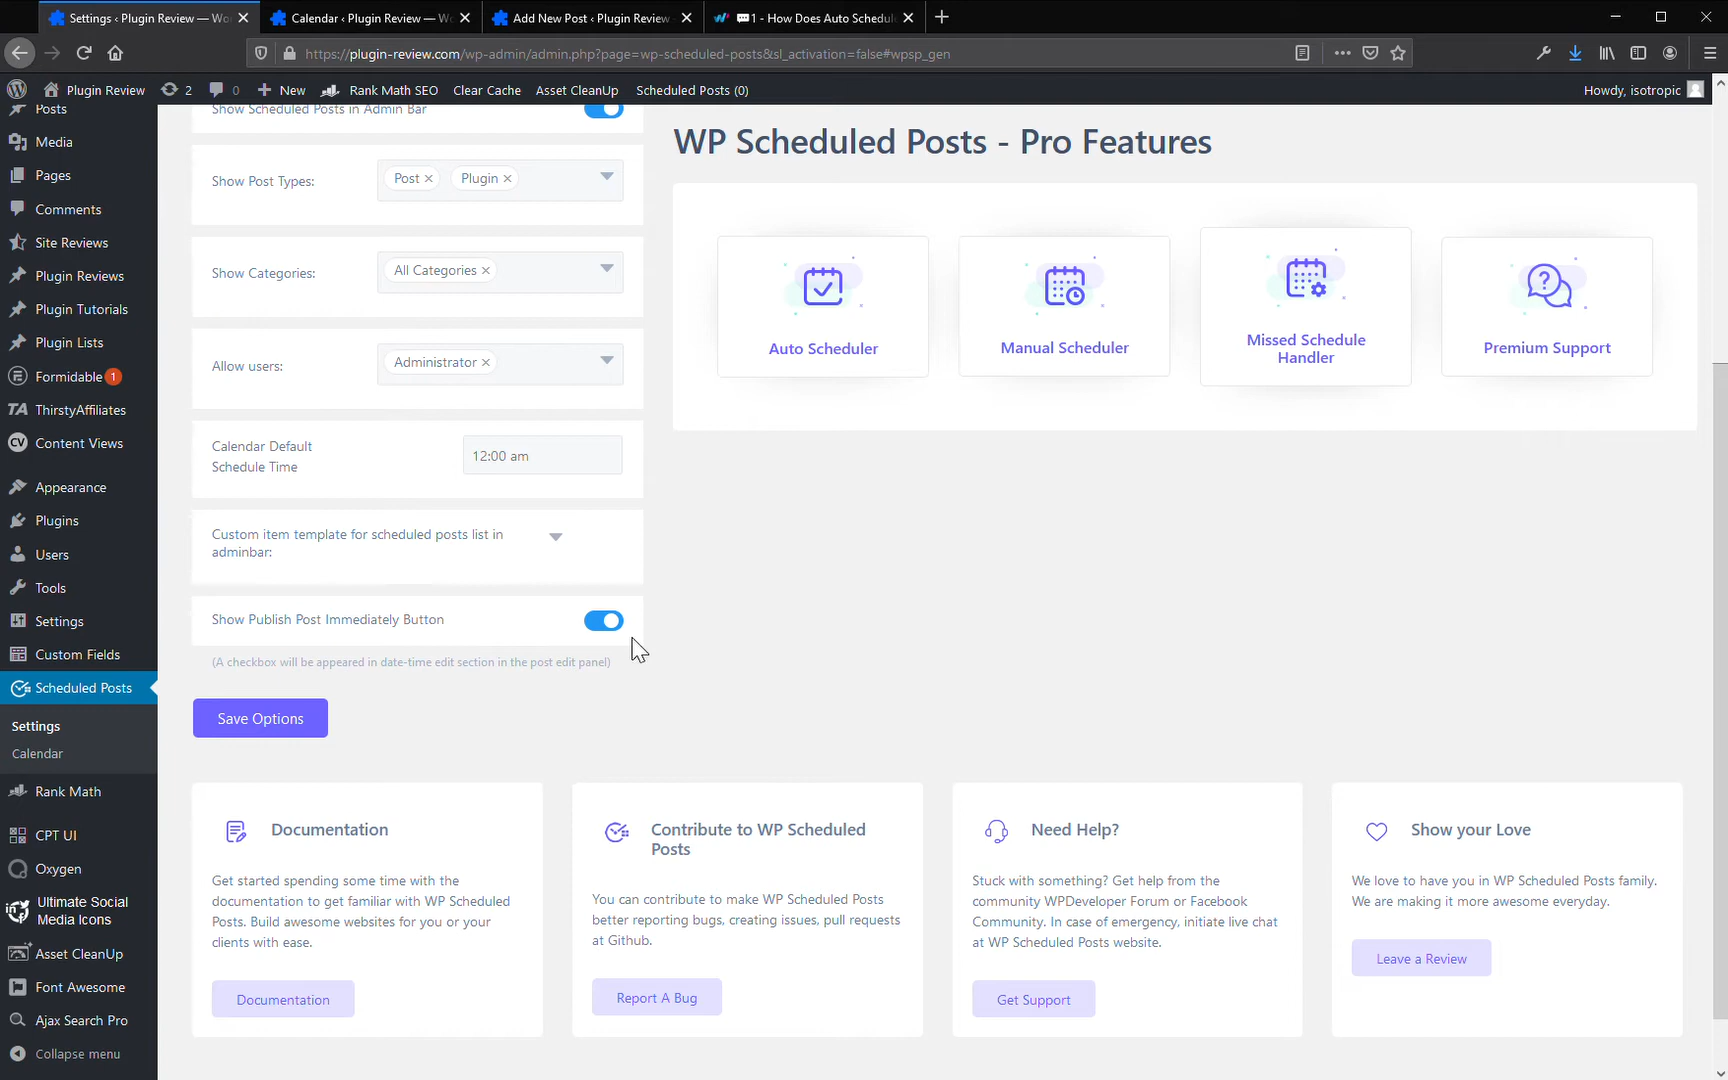 Settings ‹ Plugin Review — Wo
Calendar ‹ Plugin Review — W
Add New Post ‹ Plugin Review
1 - How Does Auto Schedul
https://plugin-review.com/wp-admin/admin.php?page=wp-scheduled-posts&sl_activation=false#wpsp_gen
Plugin Review
2
0
New
Rank Math SEO
Clear Cache
Asset CleanUp
Scheduled Posts (0)
Howdy, isotropic
Posts
Media
Pages
Comments
Site Reviews
Plugin Reviews
Plugin Tutorials
Plugin Lists
Formidable 1
TA ThirstyAffiliates
CV Content Views
Appearance
Plugins
Users
Tools
Settings
Custom Fields
Scheduled Posts
Settings
Calendar
Rank Math
CPT UI
Oxygen
Ultimate Social
Media Icons
Asset CleanUp
Font Awesome
Ajax Search Pro
Collapse menu
Show Scheduled Posts in Admin Bar
Show Post Types:
Post ×
Plugin ×
Show Categories:
All Categories ×
Allow users:
Administrator ×
Calendar Default
Schedule Time
12:00 am
Custom item template for scheduled posts list in
adminbar:
Show Publish Post Immediately Button
(A checkbox will be appeared in date-time edit section in the post edit panel)
Save Options
WP Scheduled Posts - Pro Features
Auto Scheduler
Manual Scheduler
Missed Schedule
Handler
Premium Support
Documentation
Get started spending some time with the
documentation to get familiar with WP Scheduled
Posts. Build awesome websites for you or your
clients with ease.
Documentation
Contribute to WP Scheduled
Posts
You can contribute to make WP Scheduled Posts
better reporting bugs, creating issues, pull requests
at Github.
Report A Bug
Need Help?
Stuck with something? Get help from the
community WPDeveloper Forum or Facebook
Community. In case of emergency, initiate live chat
at WP Scheduled Posts website.
Get Support
Show your Love
We love to have you in WP Scheduled Posts family.
We are making it more awesome everyday.
Leave a Review